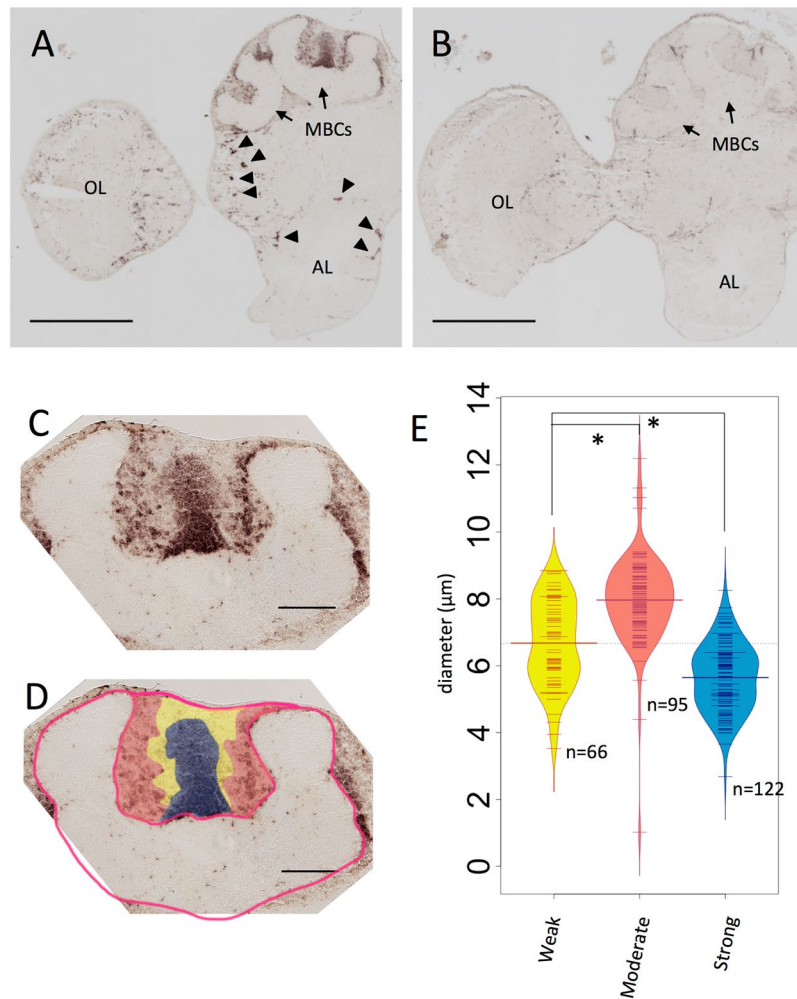 A
MBCs
OL
AL
B
MBCs
OL
AL
C
D
E
diameter (μm)
14
12
10
8
6
4
2
0
*
*
n=66
n=95
n=122
Weak
Moderate
Strong